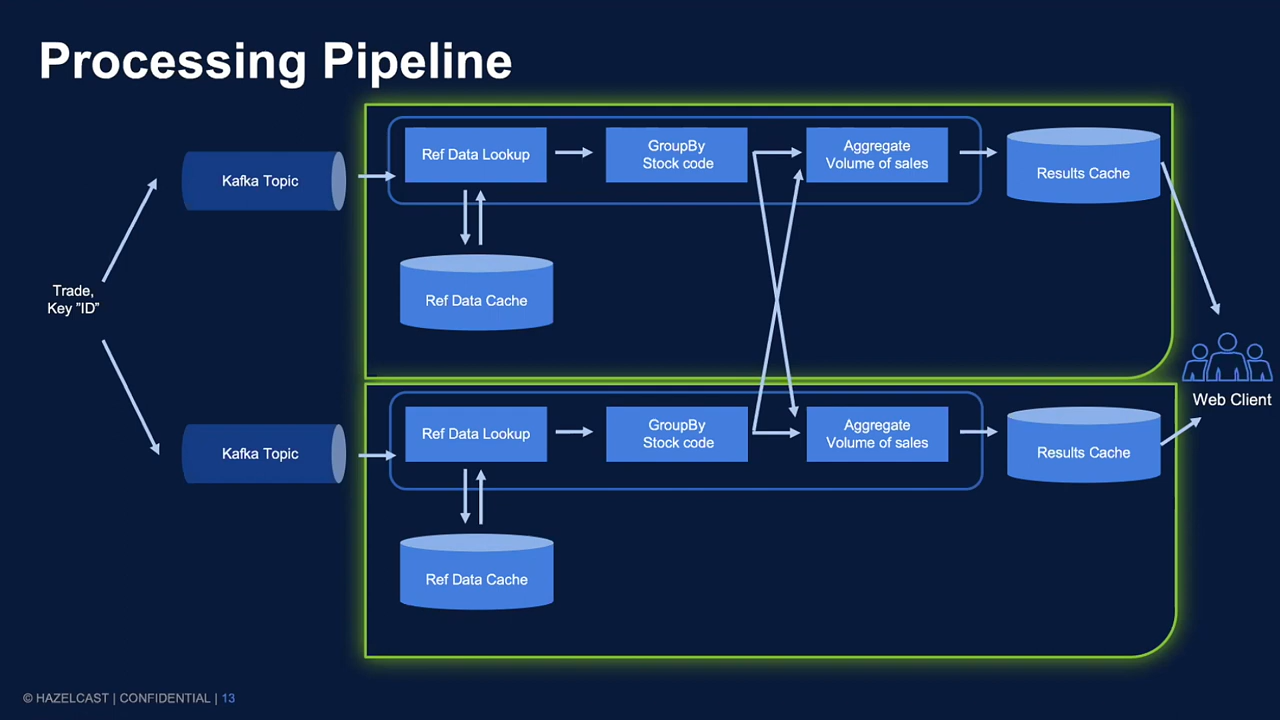 Processing Pipeline
Ref Data Lookup
GroupBy
Stock code
Aggregate
Volume of sales
Results Cache
Kafka Topic
Ref Data Cache
Trade,
Key "ID”
Web Client
Kafka Topic
Ref Data Lookup
GroupBy
Stock code
Aggregate
Volume of sales
Results Cache
Ref Data Cache
© HAZELCAST | CONFIDENTIAL | 13